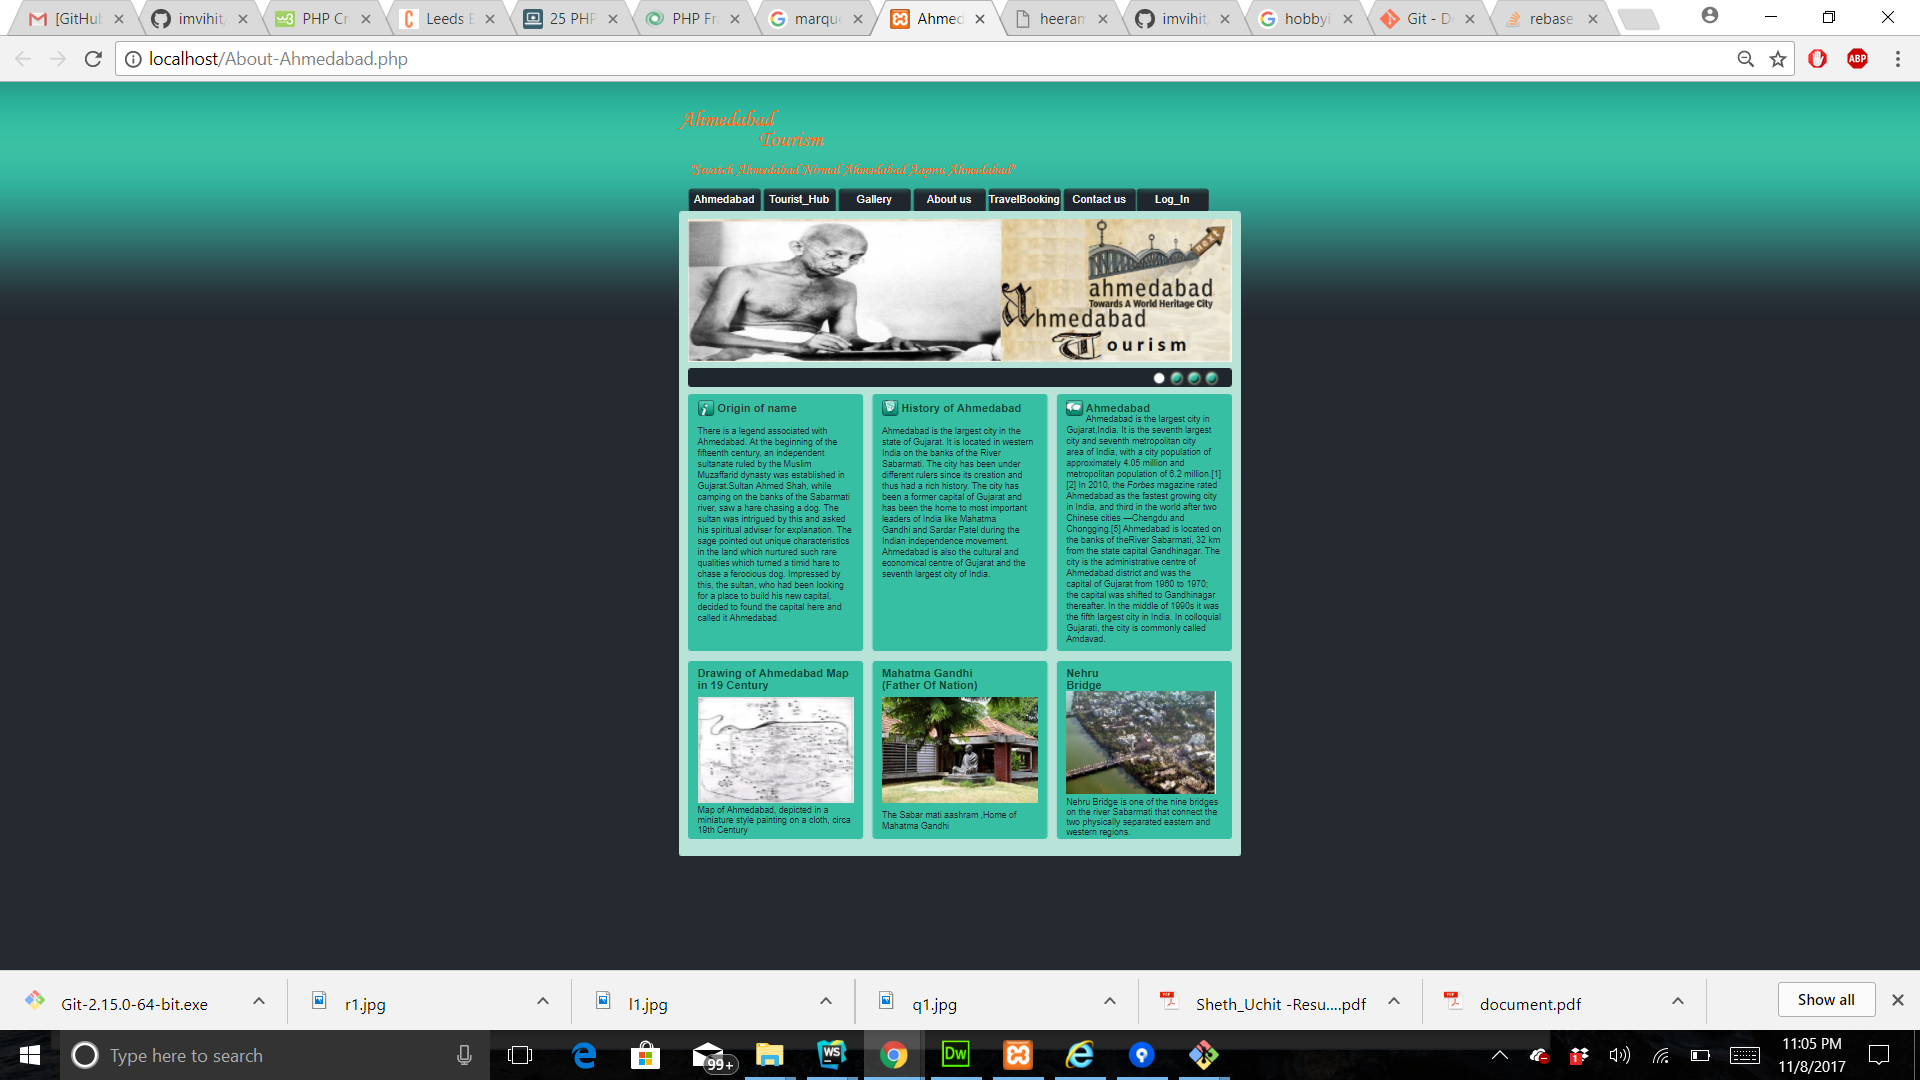 [GitHu
imvihit
PHP Cr
Leeds E
25 PHP
PHP Fr
marque
Ahmed
heeram
imvihit
hobbyi
Git - D
rebase
localhost/About-Ahmedabad.php
ABP
Ahmedabad
Tourism
"Swatch Ahmedabad Nirmal Ahmedabad Aapnu Ahmedabad"
Ahmedabad
Tourist_Hub
Gallery
About us
TravelBooking
Contact us
Log_In
next
ahmedabad
Towards A World Heritage City
Ahmedabad
Tourism
Origin of name
There is a legend associated with
Ahmedabad. At the beginning of the
fifteenth century, an independent
sultanate ruled by the Muslim
Muzaffarid dynasty was established in
Gujarat.Sultan Ahmed Shah, while
camping on the banks of the Sabarmati
river, saw a hare chasing a dog. The
sultan was intrigued by this and asked
his spiritual adviser for explanation. The
sage pointed out unique characteristics
in the land which nurtured such rare
qualities which turned a timid hare to
chase a ferocious dog. Impressed by
this, the sultan, who had been looking
for a place to build his new capital,
decided to found the capital here and
called it Ahmedabad.
History of Ahmedabad
Ahmedabad is the largest city in the
state of Gujarat. It is located in western
India on the banks of the River
Sabarmati. The city has been under
different rulers since its creation and
thus had a rich history. The city has
been a former capital of Gujarat and
has been the home to most important
leaders of India like Mahatma
Gandhi and Sardar Patel during the
Indian independence movement.
Ahmedabad is also the cultural and
economical centre of Gujarat and the
seventh largest city of India.
Ahmedabad
Ahmedabad is the largest city in
Gujarat,India. It is the seventh largest
city and seventh metropolitan city
area of India, with a city population of
approximately 4.05 million and
metropolitan population of 6.2 million.[1]
[2] In 2010, the Forbes magazine rated
Ahmedabad as the fastest growing city
in India, and third in the world after two
Chinese cities —Chengdu and
Chongging.[5] Ahmedabad is located on
the banks of theRiver Sabarmati, 32 km
from the state capital Gandhinagar. The
city is the administrative centre of
Ahmedabad district and was the
capital of Gujarat from 1960 to 1970;
the capital was shifted to Gandhinagar
thereafter. In the middle of 1990s it was
the fifth largest city in India. In colloquial
Gujarati, the city is commonly called
Amdavad.
Drawing of Ahmedabad Map
in 19 Century
Map of Ahmedabad, depicted in a
miniature style painting on a cloth, circa
19th Century
Mahatma Gandhi
(Father Of Nation)
The Sabar mati aashram ,Home of
Mahatma Gandhi
Nehru
Bridge
Nehru Bridge is one of the nine bridges
on the river Sabarmati that connect the
two physically separated eastern and
western regions.
Git-2.15.0-64-bit.exe
r1.jpg
l1.jpg
q1.jpg
Sheth_Uchit -Resu....pdf
document.pdf
Show all
Type here to search
99+
WS
Dw
1
11:05 PM
11/8/2017